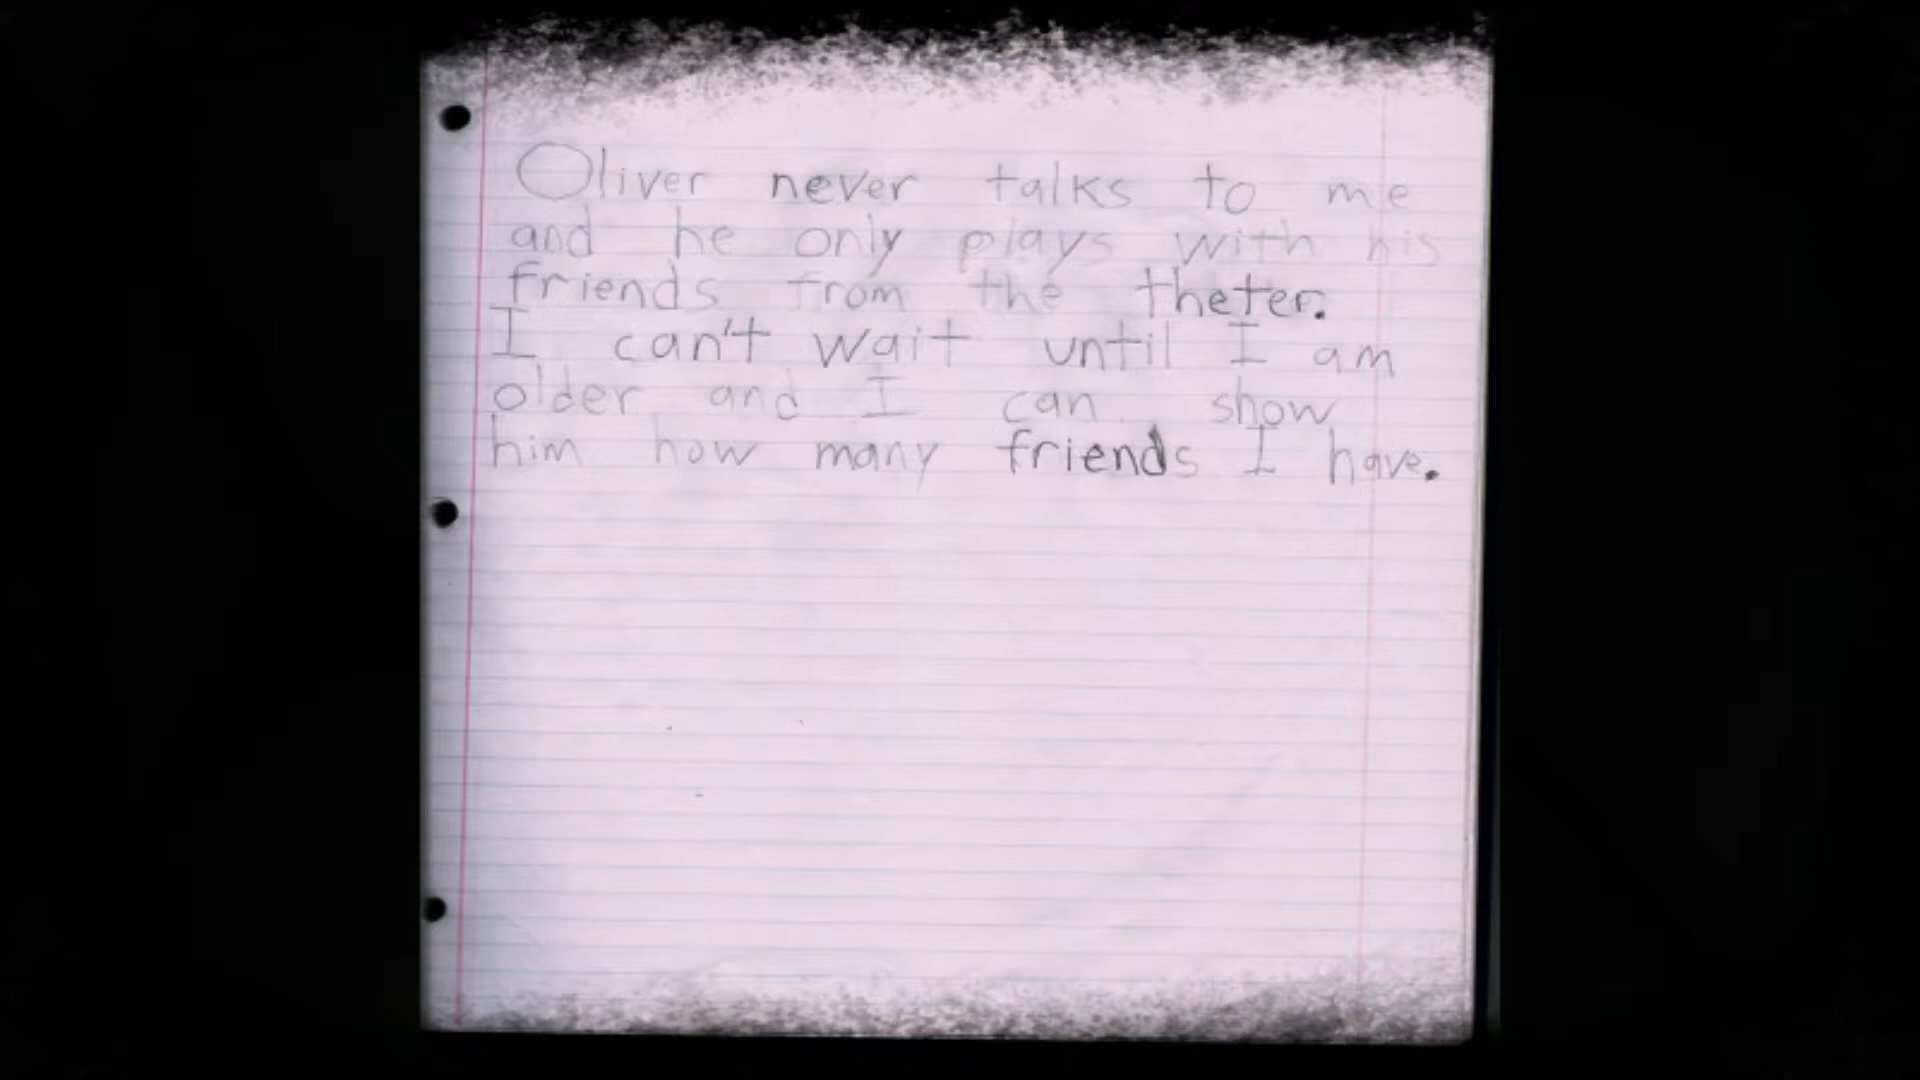 Oliver never talks to me
and he only plays with his
friends from the theter.
I can't wait until I am
older and I can show
him how many friends I have.